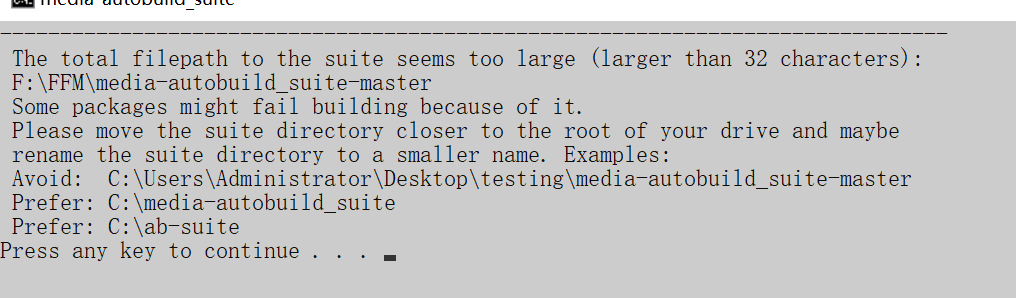 media-autobuild_suite
-------------------------------------------------------------------------------
The total filepath to the suite seems too large (larger than 32 characters):
F:\FFM\media-autobuild_suite-master
Some packages might fail building because of it.
Please move the suite directory closer to the root of your drive and maybe
rename the suite directory to a smaller name. Examples:
Avoid:  C:\Users\Administrator\Desktop\testing\media-autobuild_suite-master
Prefer: C:\media-autobuild_suite
Prefer: C:\ab-suite
Press any key to continue . . .